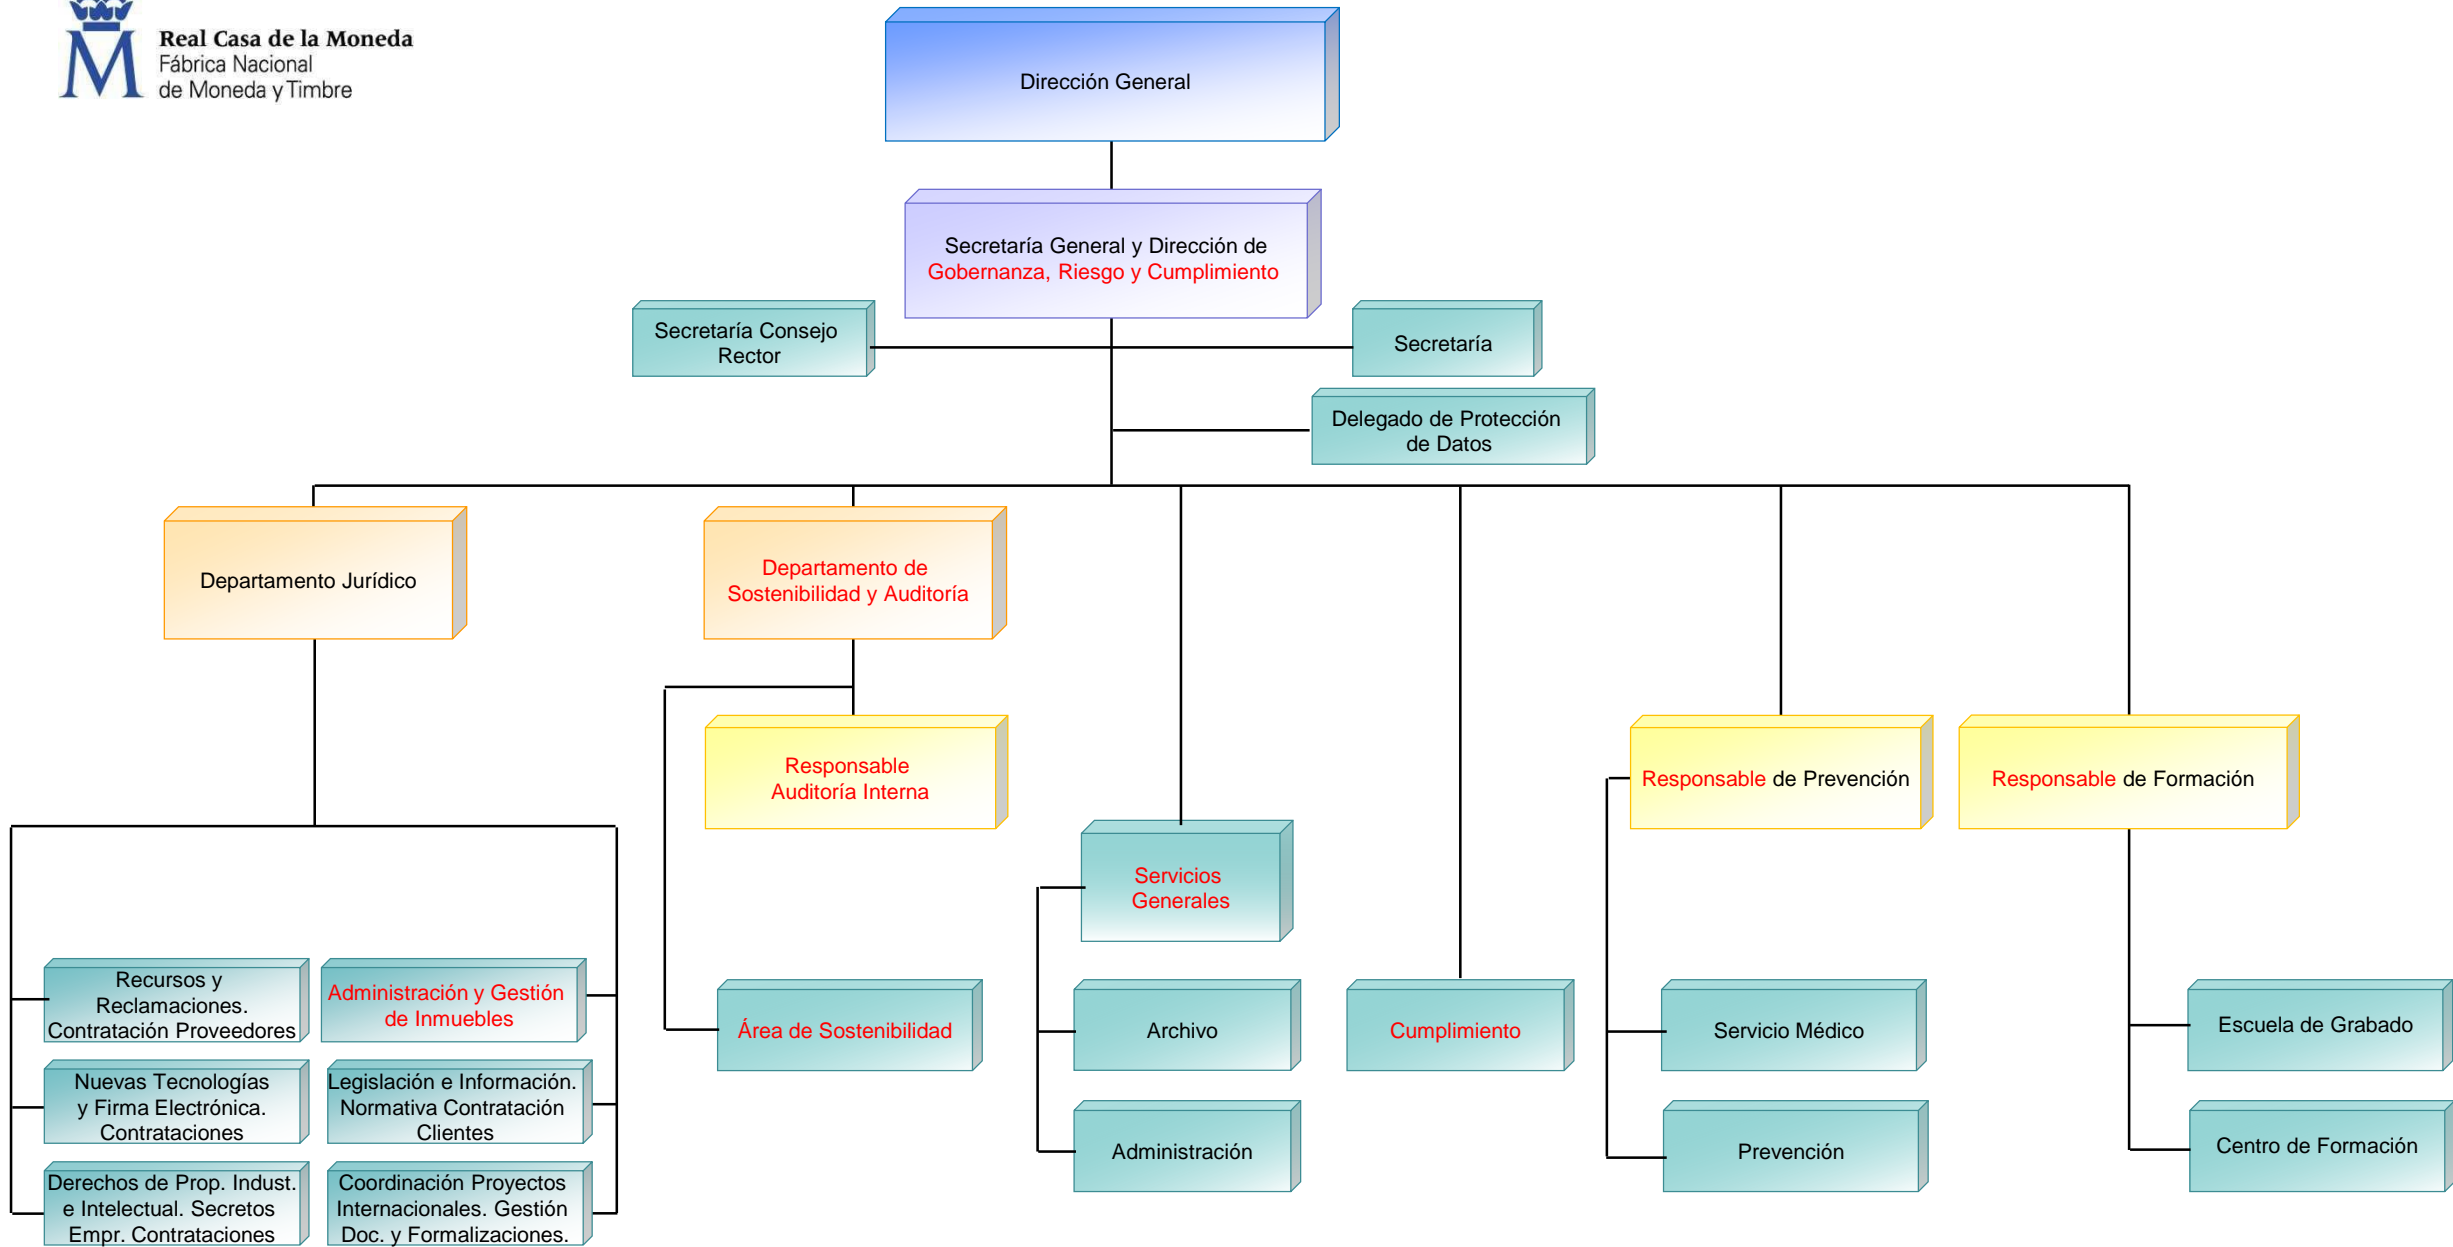 Real Casa de la Moneda
Fábrica Nacional
de Moneda y Timbre
Dirección General
Secretaría General y Dirección de
Gobernanza, Riesgo y Cumplimiento
Secretaría Consejo
Rector
Secretaría
Delegado de Protección
de Datos
Departamento Jurídico
Departamento de
Sostenibilidad y Auditoría
Responsable
Auditoría Interna
Responsable de Prevención
Responsable de Formación
Servicios
Generales
Recursos y
Reclamaciones.
Contratación Proveedores
Administración y Gestión
de Inmuebles
Área de Sostenibilidad
Archivo
Cumplimiento
Servicio Médico
Escuela de Grabado
Nuevas Tecnologías
y Firma Electrónica.
Contrataciones
Legislación e Información.
Normativa Contratación
Clientes
Administración
Prevención
Centro de Formación
Derechos de Prop. Indust.
e Intelectual. Secretos
Empr. Contrataciones
Coordinación Proyectos
Internacionales. Gestión
Doc. y Formalizaciones.